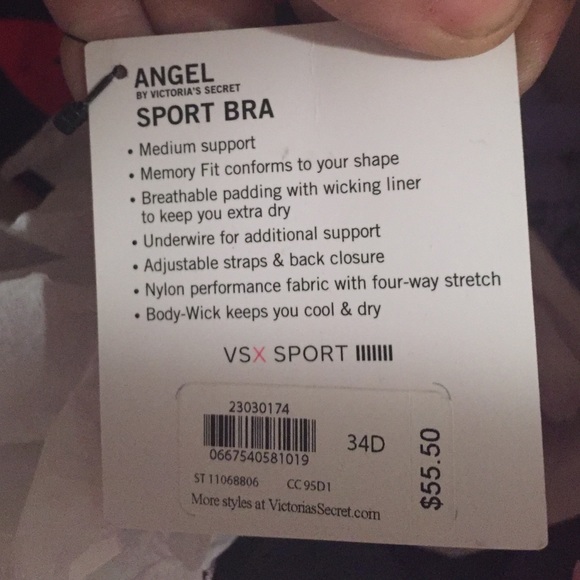 ANGEL
BY VICTORIA'S SECRET
SPORT BRA
• Medium support
• Memory Fit conforms to your shape
• Breathable padding with wicking liner
to keep you extra dry
• Underwire for additional support
• Adjustable straps & back closure
• Nylon performance fabric with four-way stretch
• Body-Wick keeps you cool & dry
VSX SPORT
23030174
0667540581019
34D
$55.50
ST 11068806 CC 95D1
More styles at VictoriasSecret.com